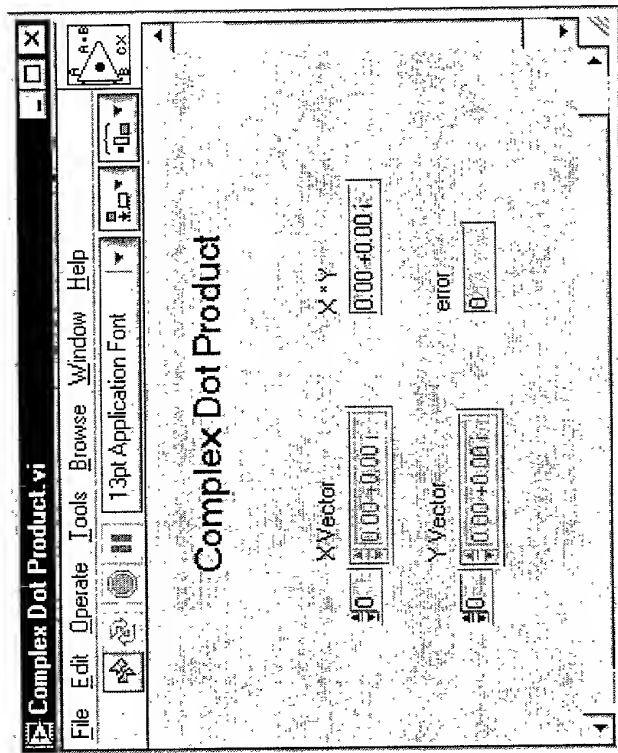 Complex Dot Product.vi
File Edit Operate Tools Browse Window Help
13pt Application Font
A A•B
B CX
Complex Dot Product
X Vector X*Y
0 0.00 +0.00 i 0.00 +0.00 i
Y Vector error
0 0.00 +0.00 i 0